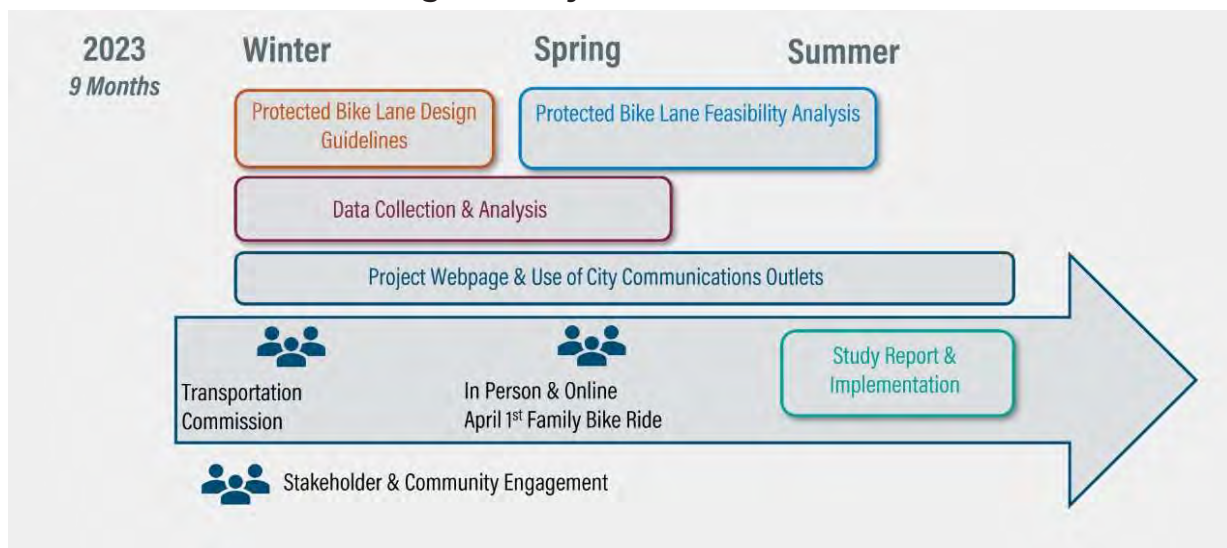 2023
9 Months
Winter
Spring
Summer
Protected Bike Lane Design
Guidelines
Protected Bike Lane Feasibility Analysis
Data Collection & Analysis
Project Webpage & Use of City Communications Outlets
Transportation
Commission
In Person & Online
April 1st Family Bike Ride
Study Report &
Implementation
Stakeholder & Community Engagement